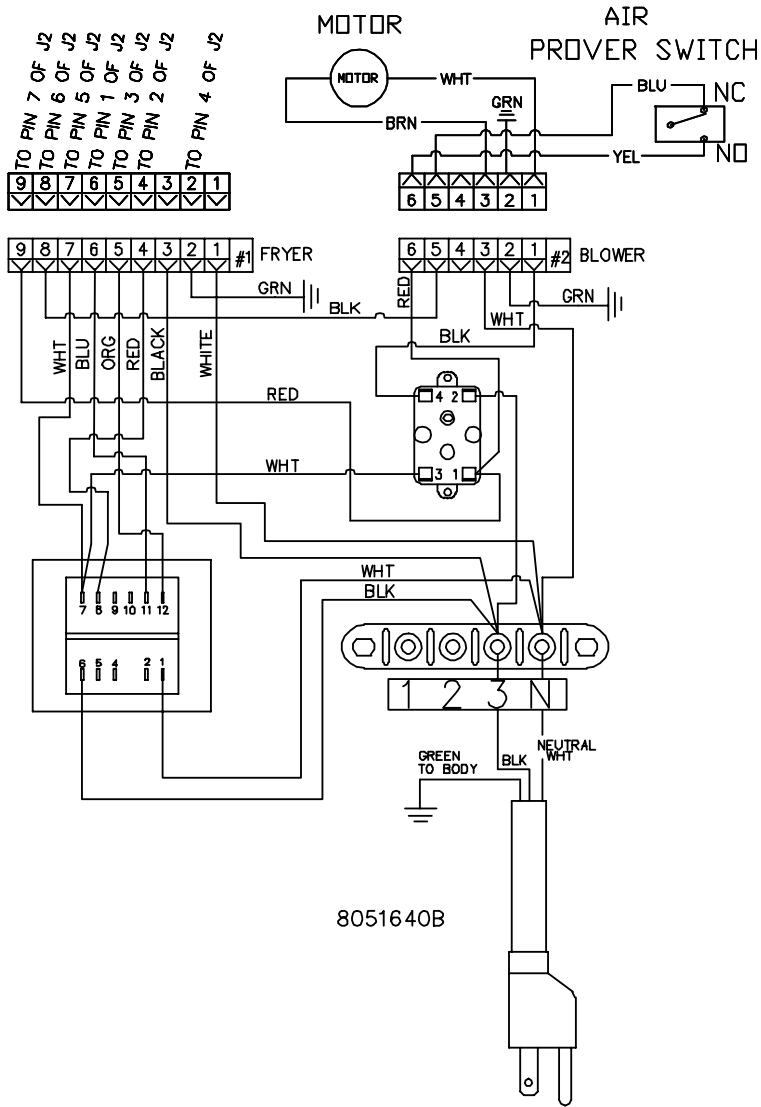 MOTOR
AIR
PROVER SWITCH
TO PIN 7 OF J2
TO PIN 6 OF J2
TO PIN 5 OF J2
TO PIN 1 OF J2
TO PIN 3 OF J2
TO PIN 2 OF J2
TO PIN 4 OF J2
MOTOR
WHT
BLU
NC
GRN
BRN
YEL
NO
9 8 7 6 5 4 3 2 1
6 5 4 3 2 1
9 8 7 6 5 4 3 2 1 #1 FRYER
6 5 4 3 2 1 #2 BLOWER
GRN
RED
GRN
BLK
WHT
BLK
WHT
BLU
ORG
RED
BLACK
WHITE
RED
4 2
WHT
3 1
WHT
BLK
7 8 9 10 11 12
6 5 4 2 1
1 2 3 N
NEUTRAL
WHT
GREEN
TO BODY
BLK
8051640B